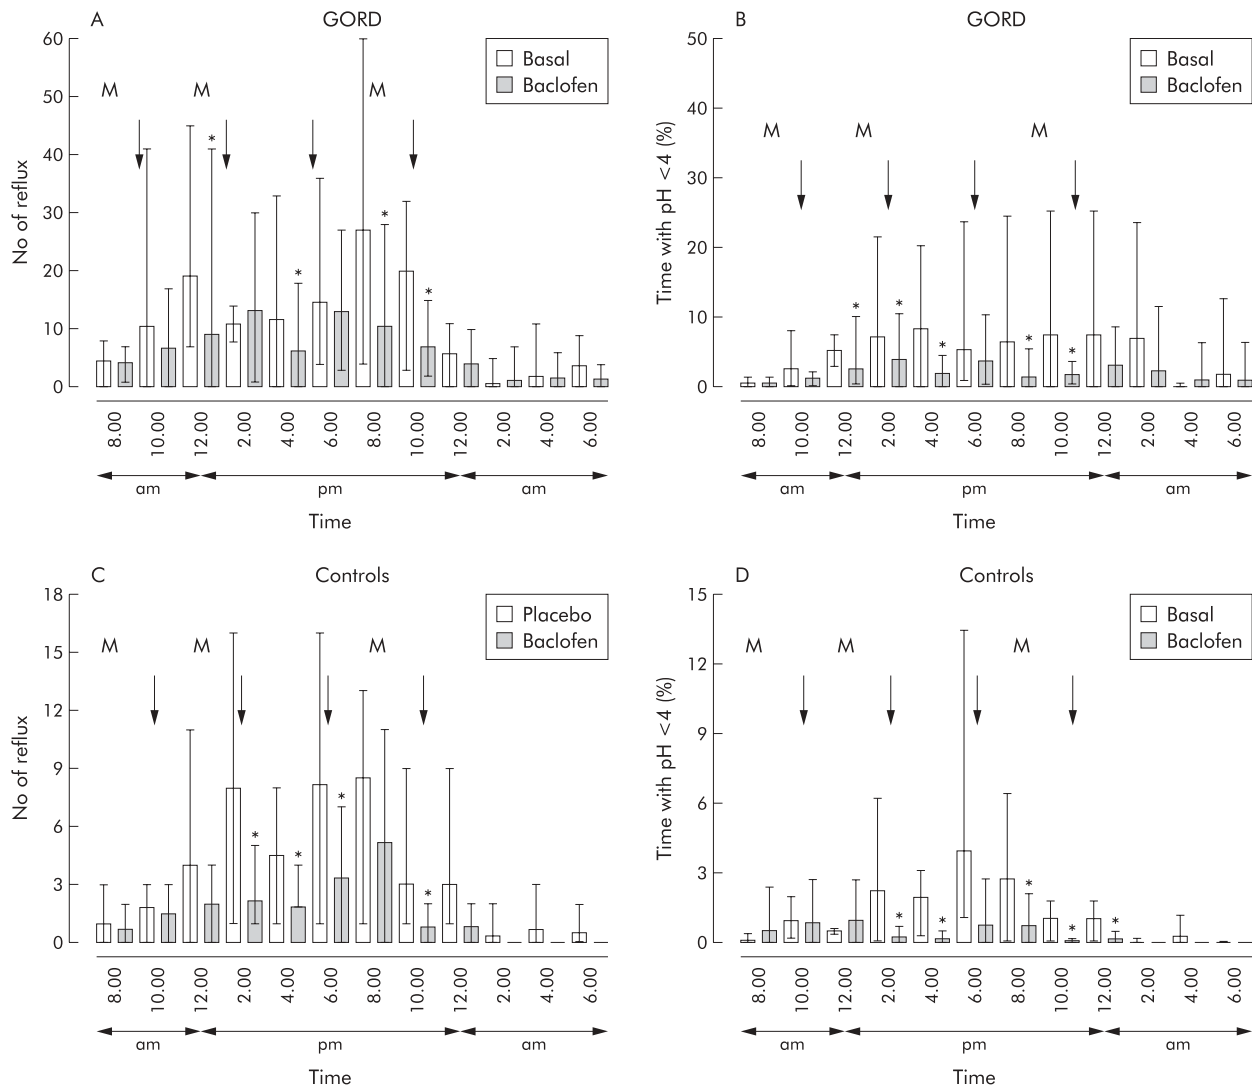 A
GORD
60
50
40
30
20
10
0
No of reflux
Basal
Baclofen
M M M
* * * *
8.00 10.00 12.00 2.00 4.00 6.00 8.00 10.00 12.00 2.00 4.00 6.00
am pm am
Time
B
GORD
50
40
30
20
10
0
Time with pH <4 (%)
Basal
Baclofen
M M M
* * * * *
8.00 10.00 12.00 2.00 4.00 6.00 8.00 10.00 12.00 2.00 4.00 6.00
am pm am
Time
C
Controls
18
15
12
9
6
3
0
No of reflux
Placebo
Baclofen
M M M
* * * *
8.00 10.00 12.00 2.00 4.00 6.00 8.00 10.00 12.00 2.00 4.00 6.00
am pm am
Time
D
Controls
15
12
9
6
3
0
Time with pH <4 (%)
Basal
Baclofen
M M M
* * * * *
8.00 10.00 12.00 2.00 4.00 6.00 8.00 10.00 12.00 2.00 4.00 6.00
am pm am
Time